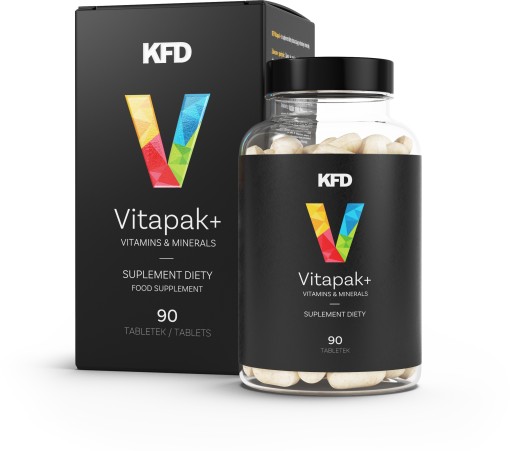 KFD
V
Vitapak+
VITAMINS & MINERALS
SUPLEMENT DIETY
FOOD SUPPLEMENT
90
TABLETEK / TABLETS
KFD
V
Vitapak+
VITAMINS & MINERALS
SUPLEMENT DIETY
90
TABLETEK